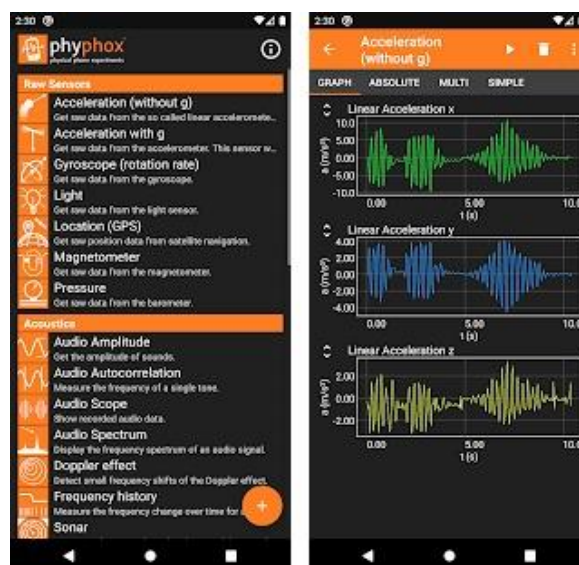 2:30
phyphox
physical phone experiments
Raw Sensors
Acceleration (without g)
Get raw data from the so called linear acceleromete...
Acceleration with g
Get raw data from the accelerometer. This sensor w...
Gyroscope (rotation rate)
Get raw data from the gyroscope.
Light
Get raw data from the light sensor.
Location (GPS)
Get raw position data from satellite navigation.
Magnetometer
Get raw data from the magnetometer.
Pressure
Get raw data from the barometer.
Acoustics
Audio Amplitude
Get the amplitude of sounds.
Audio Autocorrelation
Measure the frequency of a single tone.
Audio Scope
Show recorded audio data.
Audio Spectrum
Display the frequency spectrum of an audio signal.
Doppler effect
Detect small frequency shifts of the Doppler effect.
Frequency history
Measure the frequency change over time for
Sonar
+
2:30
Acceleration
(without g)
GRAPH ABSOLUTE MULTI SIMPLE
Linear Acceleration x
10.0
5.00
0.00
-5.00
-10.0
a (m/s²)
0.00 5.00 10.0
t (s)
Linear Acceleration y
4.00
2.00
0.00
-2.00
-4.00
a (m/s²)
0.00 5.00 10.0
t (s)
Linear Acceleration z
2.00
0.00
-2.00
a (m/s²)
0.00 5.00 10.0
t (s)